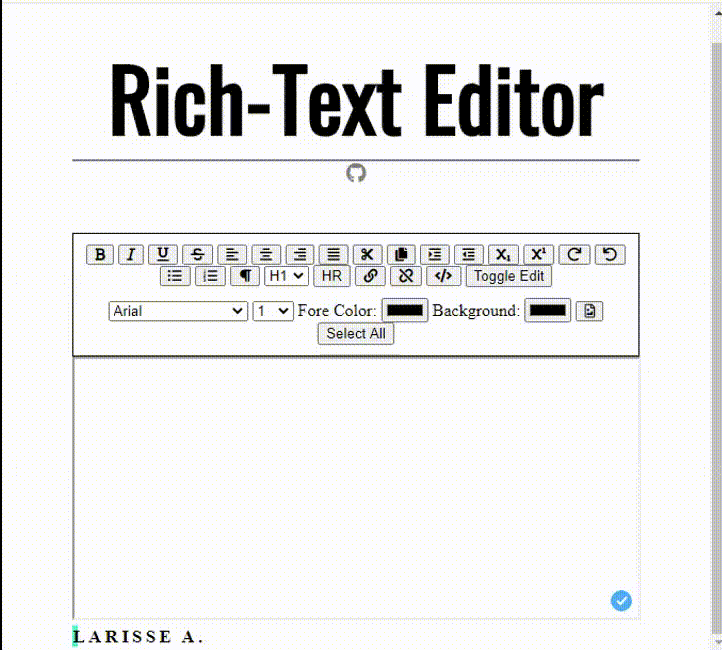 Rich-Text Editor
B I U S X₁ X¹
H1 HR </> Toggle Edit
Arial 1 Fore Color: Background:
Select All
LARISSE A.